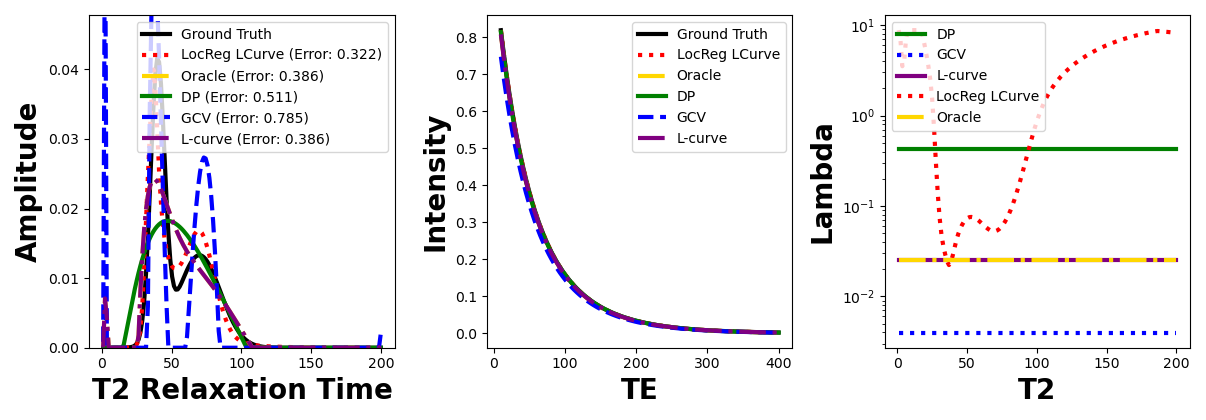 Amplitude
0.04
0.03
0.02
0.01
0.00
0
50
100
150
200
T2 Relaxation Time
Ground Truth
LocReg LCurve (Error: 0.322)
Oracle (Error: 0.386)
DP (Error: 0.511)
GCV (Error: 0.785)
L-curve (Error: 0.386)
Intensity
0.8
0.7
0.6
0.5
0.4
0.3
0.2
0.1
0.0
0
100
200
300
400
TE
Ground Truth
LocReg LCurve
Oracle
DP
GCV
L-curve
Lambda
10¹
10⁰
10⁻¹
10⁻²
0
50
100
150
200
T2
DP
GCV
L-curve
LocReg LCurve
Oracle